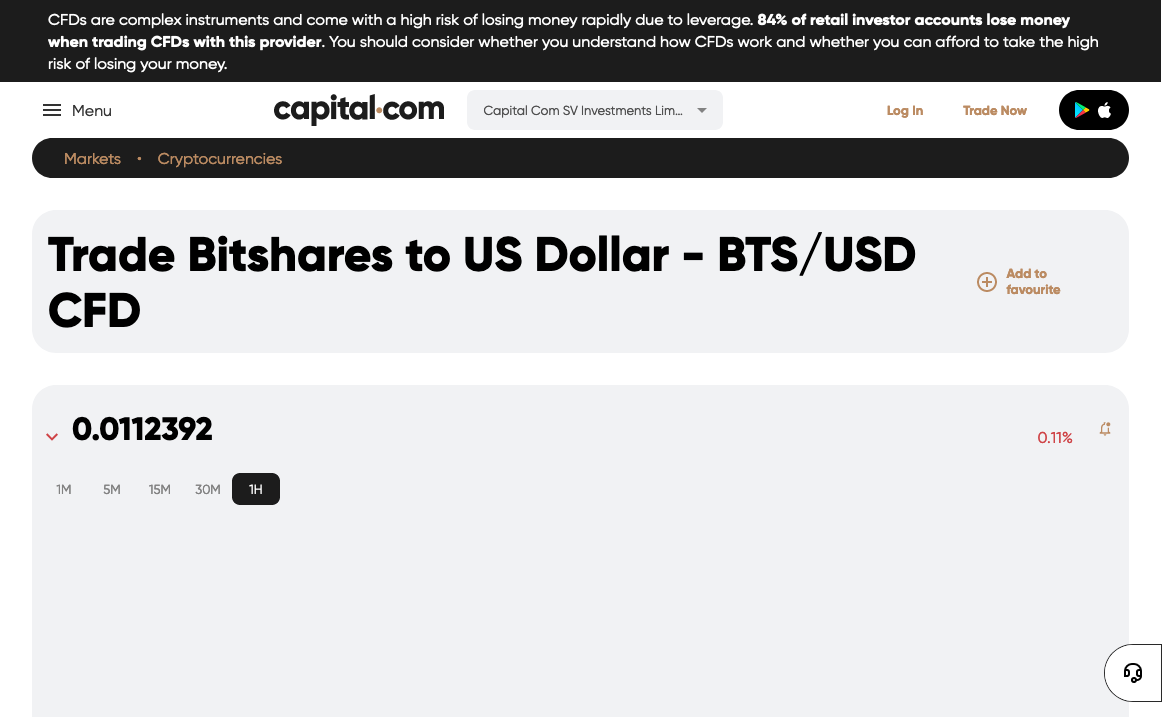 CFDs are complex instruments and come with a high risk of losing money rapidly due to leverage. 84% of retail investor accounts lose money
when trading CFDs with this provider. You should consider whether you understand how CFDs work and whether you can afford to take the high
risk of losing your money.
Menu
capital.com
Capital Com SV Investments Lim...
Log In
Trade Now
Markets · Cryptocurrencies
Trade Bitshares to US Dollar - BTS/USD
CFD
Add to
favourite
0.0112392
0.11%
1M 5M 15M 30M 1H